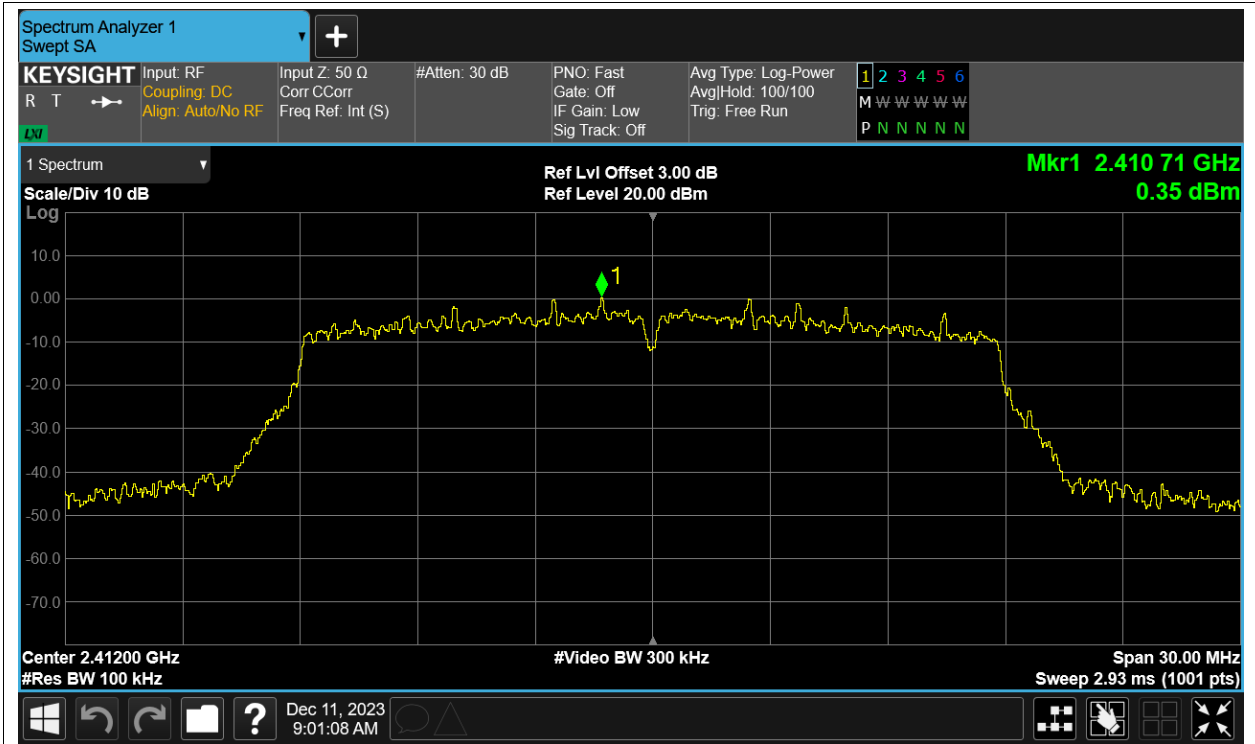 Spectrum Analyzer 1
Swept SA
+
KEYSIGHT
R T
LXI
Input: RF
Coupling: DC
Align: Auto/No RF
Input Z: 50 Ω
Corr CCorr
Freq Ref: Int (S)
#Atten: 30 dB
PNO: Fast
Gate: Off
IF Gain: Low
Sig Track: Off
Avg Type: Log-Power
Avg|Hold: 100/100
Trig: Free Run
1 2 3 4 5 6
M W W W W W
P N N N N N
1 Spectrum
Scale/Div 10 dB
Log
Ref Lvl Offset 3.00 dB
Ref Level 20.00 dBm
Mkr1 2.410 71 GHz
0.35 dBm
10.0
0.00
-10.0
-20.0
-30.0
-40.0
-50.0
-60.0
-70.0
1
Center 2.41200 GHz
#Res BW 100 kHz
#Video BW 300 kHz
Span 30.00 MHz
Sweep 2.93 ms (1001 pts)
?
Dec 11, 2023
9:01:08 AM